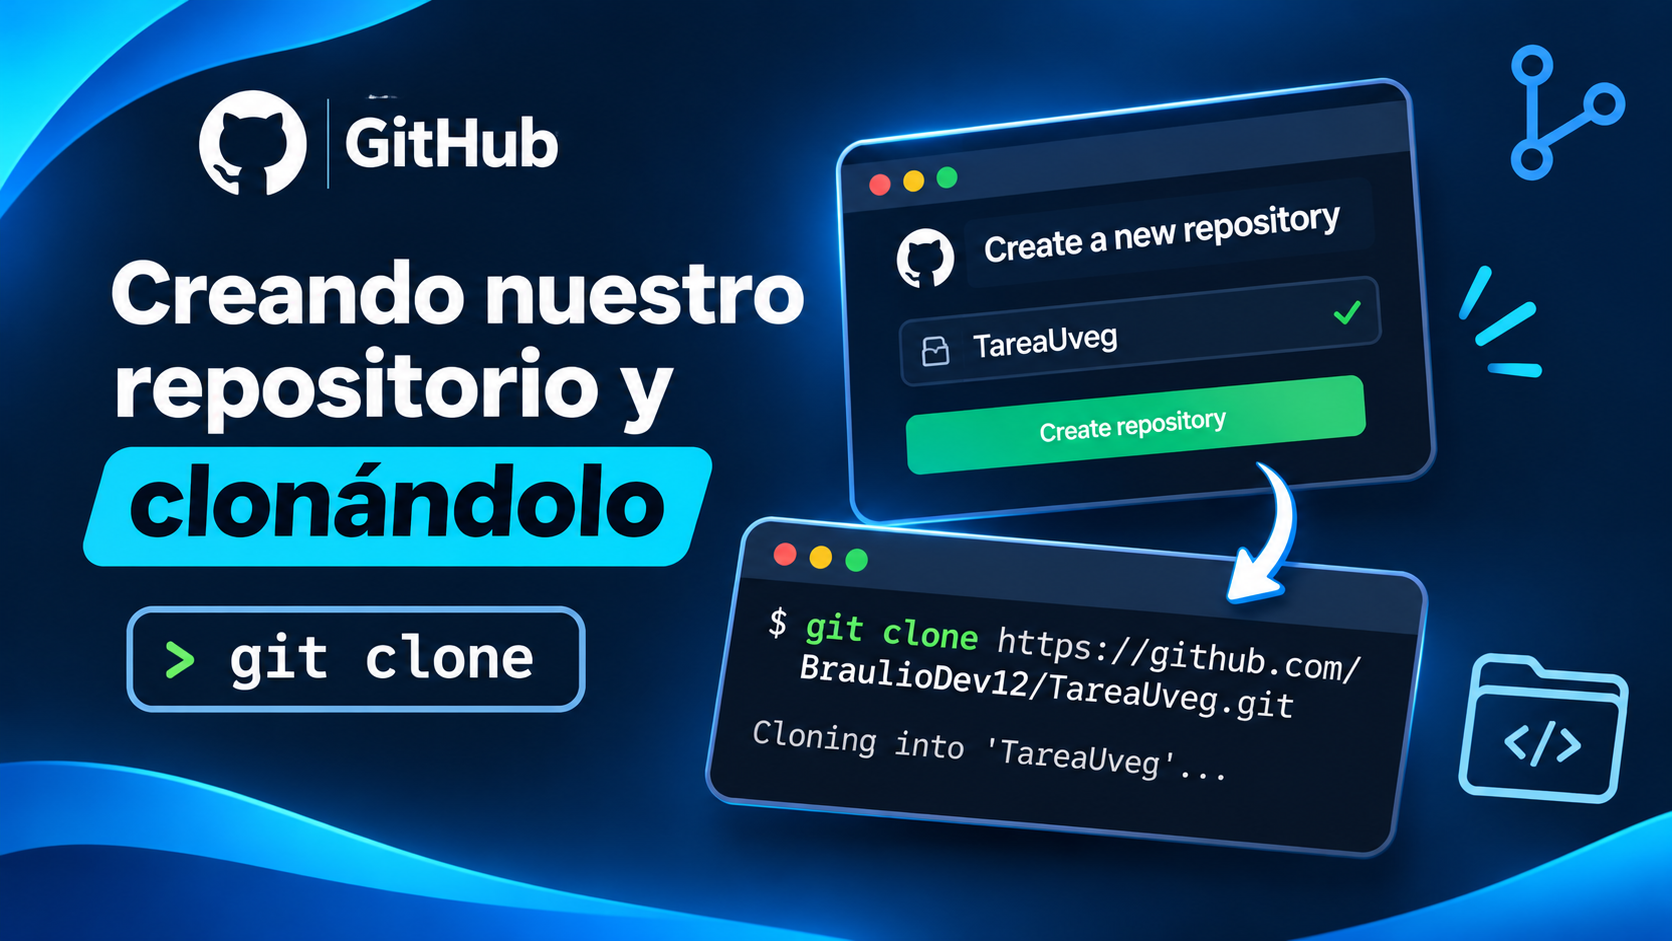 GitHub
Creando nuestro
repositorio y
clonándolo
> git clone
Create a new repository
TareaUveg
Create repository
$ git clone https://github.com/
BraulioDev12/TareaUveg.git
Cloning into 'TareaUveg'...
</>